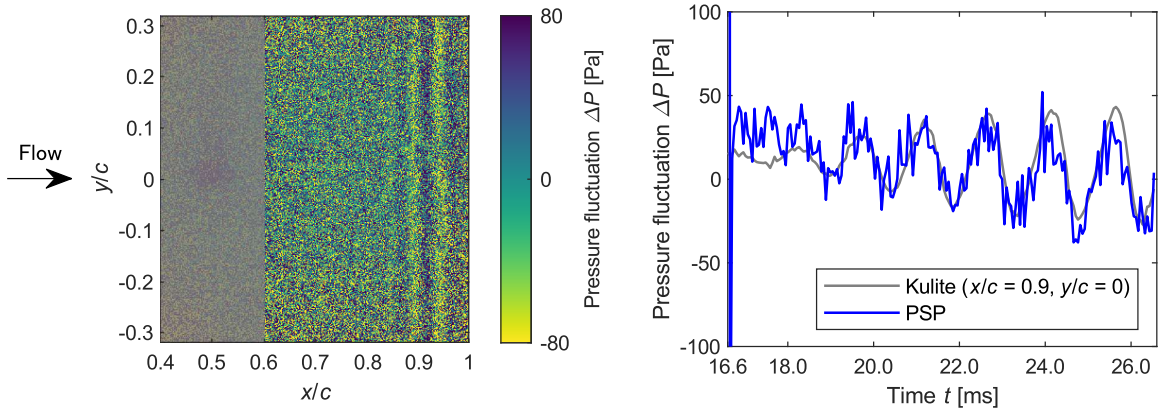 0.3
0.2
0.1
0
-0.1
-0.2
-0.3
y/c
Flow
0.4 0.5 0.6 0.7 0.8 0.9 1
x/c
80
0
-80
Pressure fluctuation ΔP [Pa]
100
50
0
-50
-100
Pressure fluctuation ΔP [Pa]
Kulite (x/c = 0.9, y/c = 0)
PSP
16.6 18.0 20.0 22.0 24.0 26.0
Time t [ms]